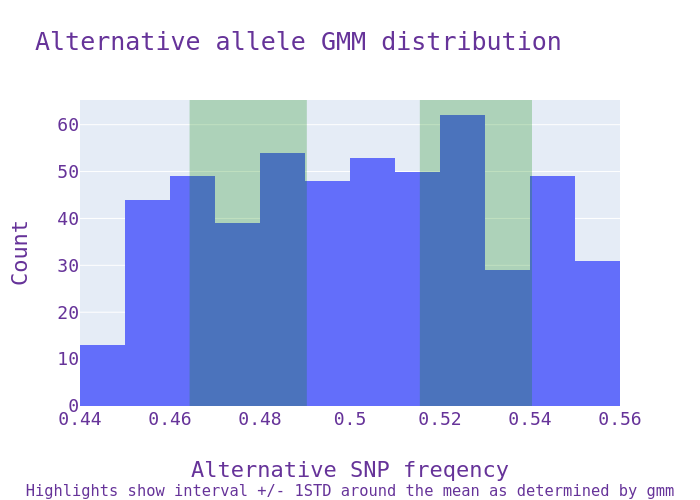 Alternative allele GMM distribution
Count
60
50
40
30
20
10
0
0.44 0.46 0.48 0.5 0.52 0.54 0.56
Alternative SNP freqency
Highlights show interval +/- 1STD around the mean as determined by gmm